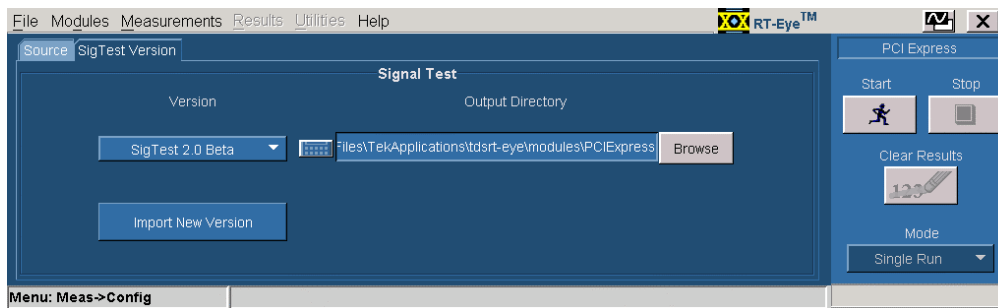 File Modules Measurements Results Utilities Help RT-Eye™
Source SigTest Version PCI Express
Signal Test
Start Stop
Version Output Directory
SigTest 2.0 Beta Files\TekApplications\tdsrt-eye\modules\PCIExpress Browse
Clear Results
123
Import New Version
Mode
Single Run
Menu: Meas->Config